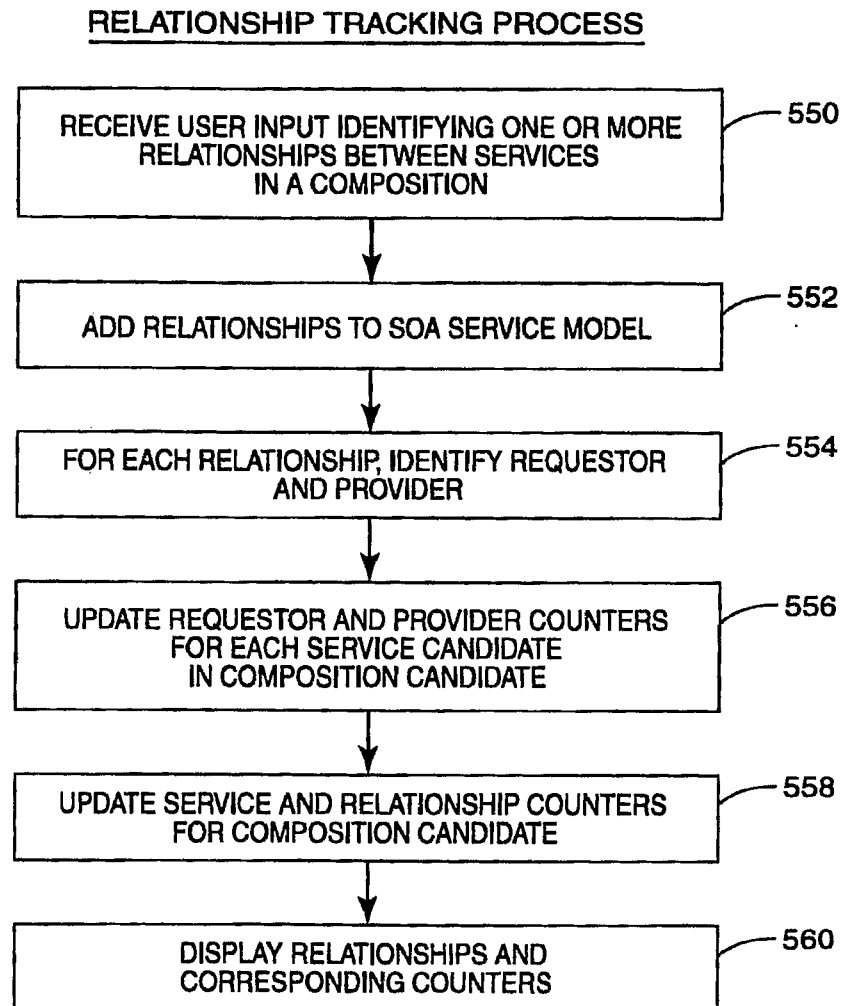 RELATIONSHIP TRACKING PROCESS
RECEIVE USER INPUT IDENTIFYING ONE OR MORE
RELATIONSHIPS BETWEEN SERVICES
IN A COMPOSITION
550
ADD RELATIONSHIPS TO SOA SERVICE MODEL
552
FOR EACH RELATIONSHIP, IDENTIFY REQUESTOR
AND PROVIDER
554
UPDATE REQUESTOR AND PROVIDER COUNTERS
FOR EACH SERVICE CANDIDATE
IN COMPOSITION CANDIDATE
556
UPDATE SERVICE AND RELATIONSHIP COUNTERS
FOR COMPOSITION CANDIDATE
558
DISPLAY RELATIONSHIPS AND
CORRESPONDING COUNTERS
560